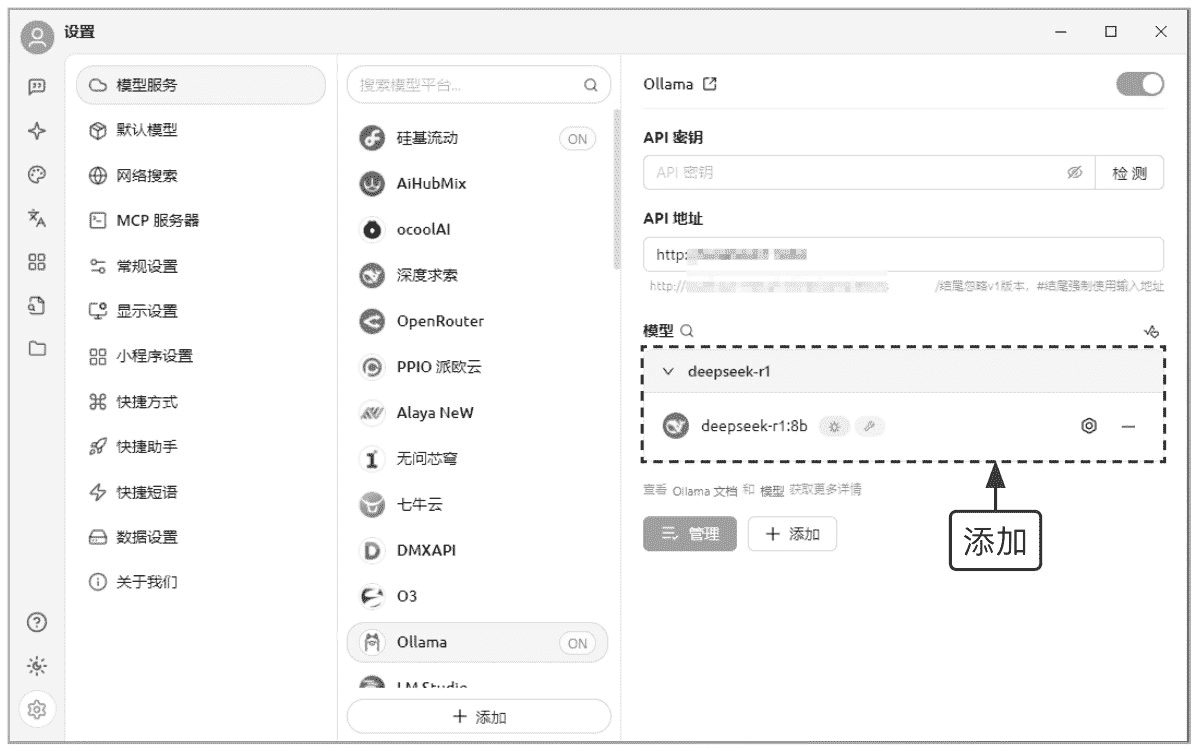 设置
模型服务
默认模型
网络搜索
MCP 服务器
常规设置
显示设置
小程序设置
快捷方式
快捷助手
快捷短语
数据设置
关于我们
搜索模型平台...
硅基流动 ON
AiHubMix
ocoolAI
深度求索
OpenRouter
PPIO 派欧云
Alaya NeW
无问芯穹
七牛云
DMXAPI
O3
Ollama ON
LM Studio
添加
Ollama
API 密钥
API 密钥 检测
API 地址
http:
http:// /结尾忽略v1版本，#结尾强制使用输入地址
模型
deepseek-r1
deepseek-r1:8b
查看 Ollama 文档 和 模型 获取更多详情
管理 添加
添加